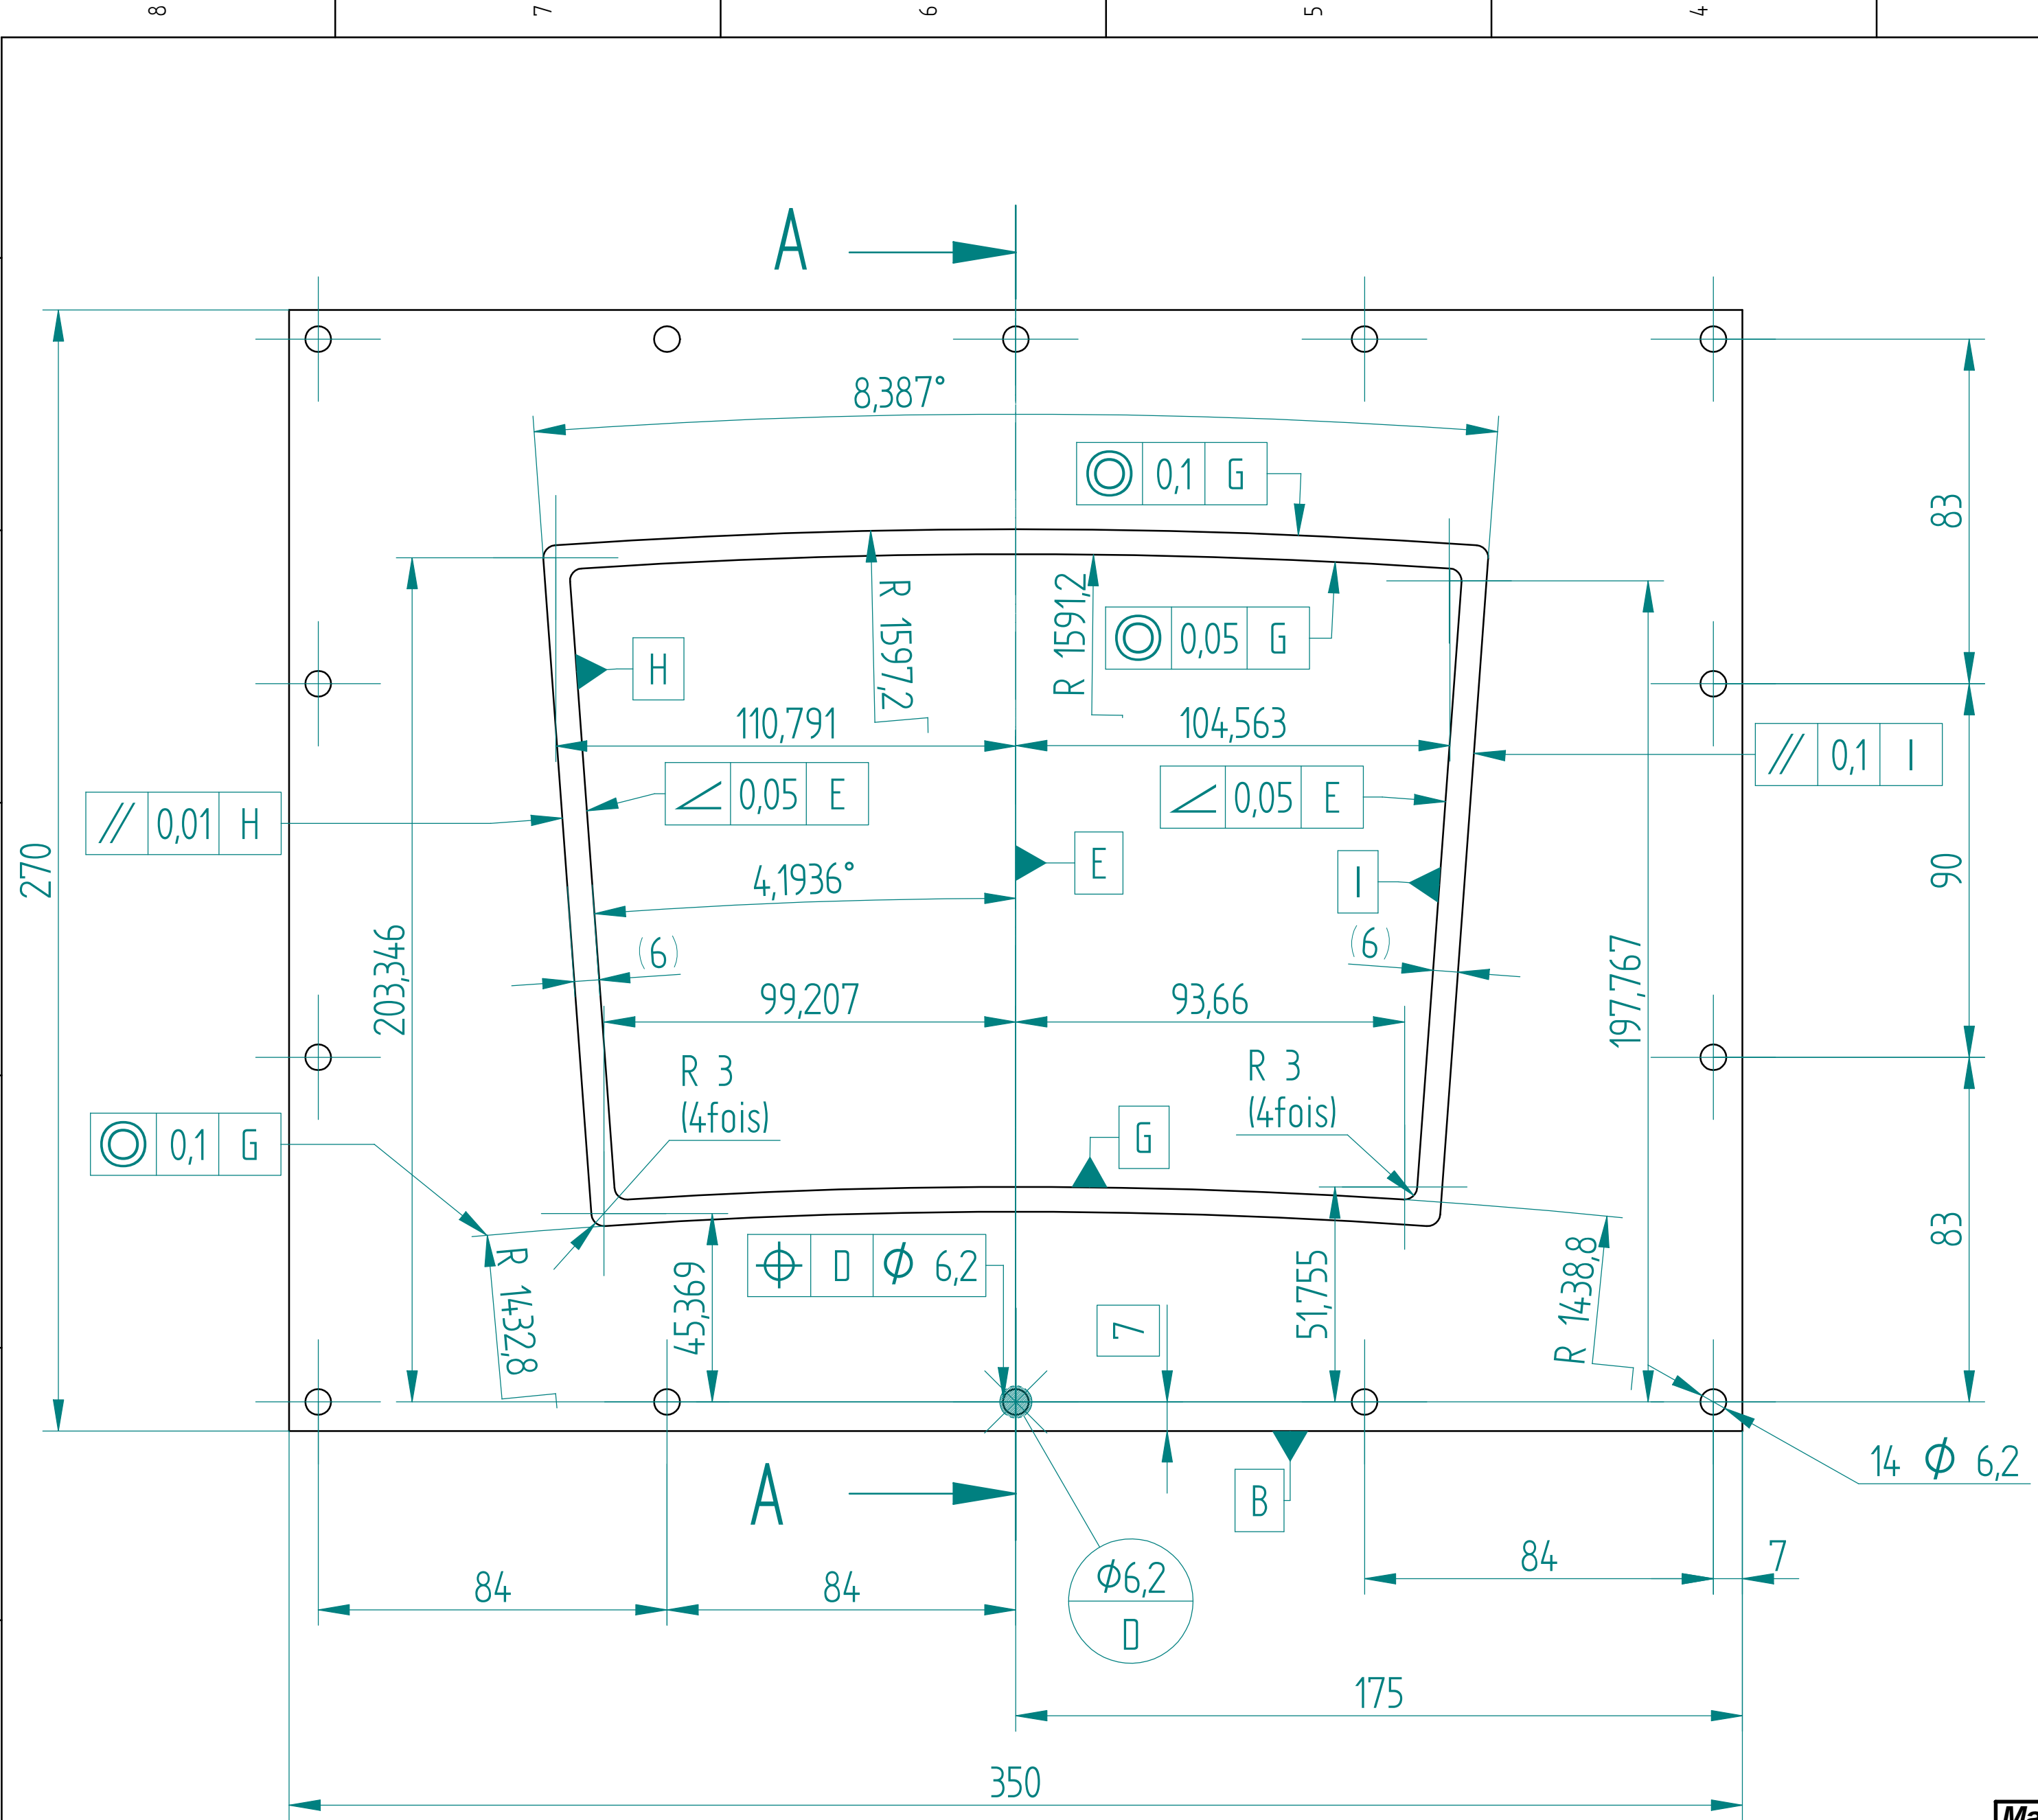 8
7
6
5
4
A
8,387°
◎ 0,1 G
83
R 1597,2
R 1591,2
◎ 0,05 G
H
110,791
104,563
// 0,1 I
∠ 0,05 E
∠ 0,05 E
// 0,01 H
270
4,1936°
E
I
90
(6)
(6)
203,346
197,767
99,207
93,66
R 3
(4fois)
R 3
(4fois)
G
◎ 0,1 G
83
R 1432,8
45,369
⌖ D ϕ 6,2
7
51,755
R 1438,8
14 ϕ 6,2
A
B
84
84
ϕ6,2
D
84
7
175
350